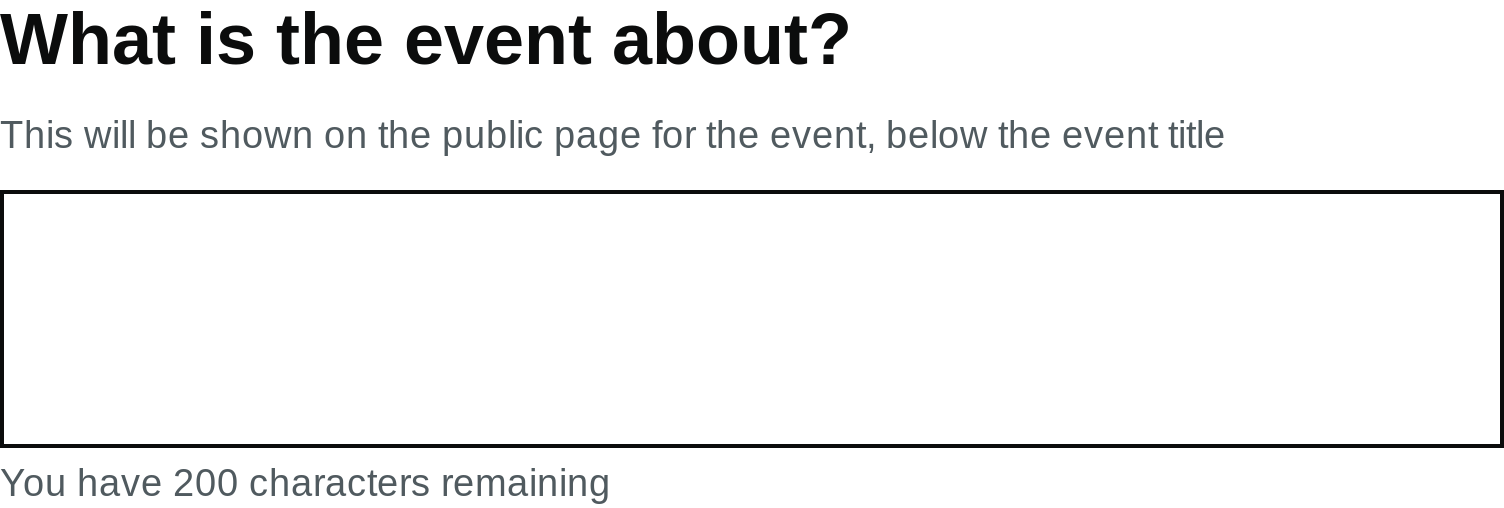 What is the event about?
This will be shown on the public page for the event, below the event title
You have 200 characters remaining